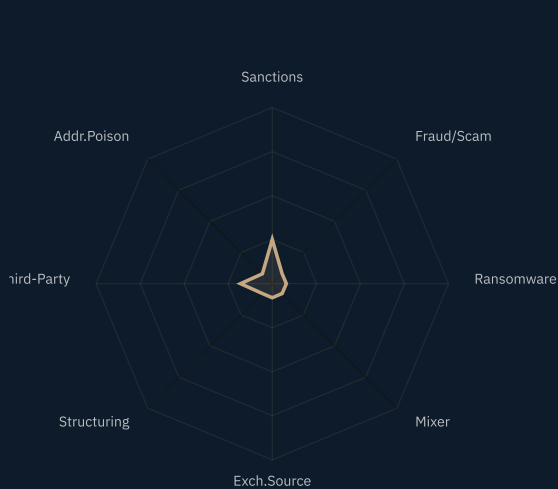 Sanctions
Addr.Poison
Fraud/Scam
hird-Party
Ransomware
Structuring
Mixer
Exch.Source